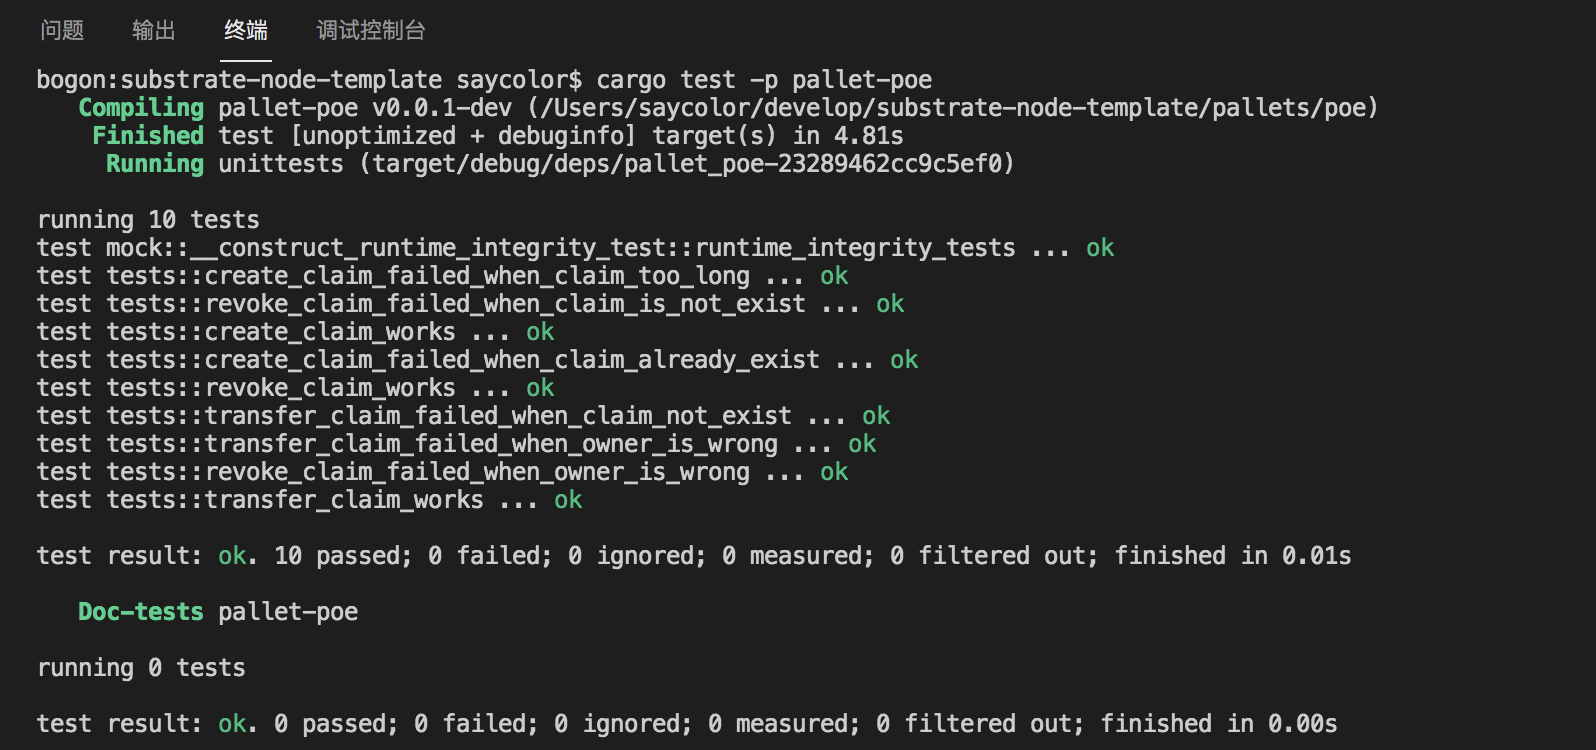 问题 输出 终端 调试控制台
bogon:substrate-node-template saycolor$ cargo test -p pallet-poe
Compiling pallet-poe v0.0.1-dev (/Users/saycolor/develop/substrate-node-template/pallets/poe)
Finished test [unoptimized + debuginfo] target(s) in 4.81s
Running unittests (target/debug/deps/pallet_poe-23289462cc9c5ef0)
running 10 tests
test mock::__construct_runtime_integrity_test::runtime_integrity_tests ... ok
test tests::create_claim_failed_when_claim_too_long ... ok
test tests::revoke_claim_failed_when_claim_is_not_exist ... ok
test tests::create_claim_works ... ok
test tests::create_claim_failed_when_claim_already_exist ... ok
test tests::revoke_claim_works ... ok
test tests::transfer_claim_failed_when_claim_not_exist ... ok
test tests::transfer_claim_failed_when_owner_is_wrong ... ok
test tests::revoke_claim_failed_when_owner_is_wrong ... ok
test tests::transfer_claim_works ... ok
test result: ok. 10 passed; 0 failed; 0 ignored; 0 measured; 0 filtered out; finished in 0.01s
Doc-tests pallet-poe
running 0 tests
test result: ok. 0 passed; 0 failed; 0 ignored; 0 measured; 0 filtered out; finished in 0.00s